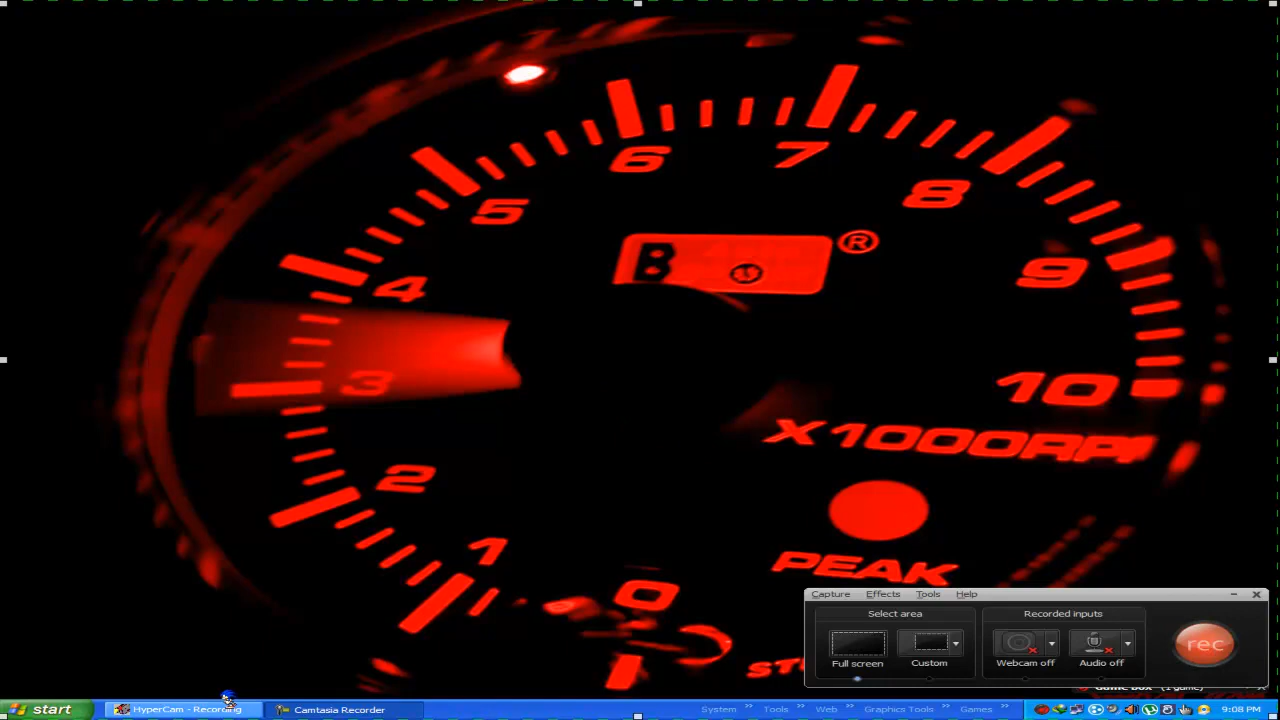 6
7
5
8
B
®
4
9
3
10
X1000RPM
2
1
PEAK
0
Capture Effects Tools Help
Select area
Recorded inputs
rec
Full screen
Custom
Webcam off
Audio off
start
HyperCam - Recording
Camtasia Recorder
System
Tools
Web
Graphics Tools
Games
9:08 PM